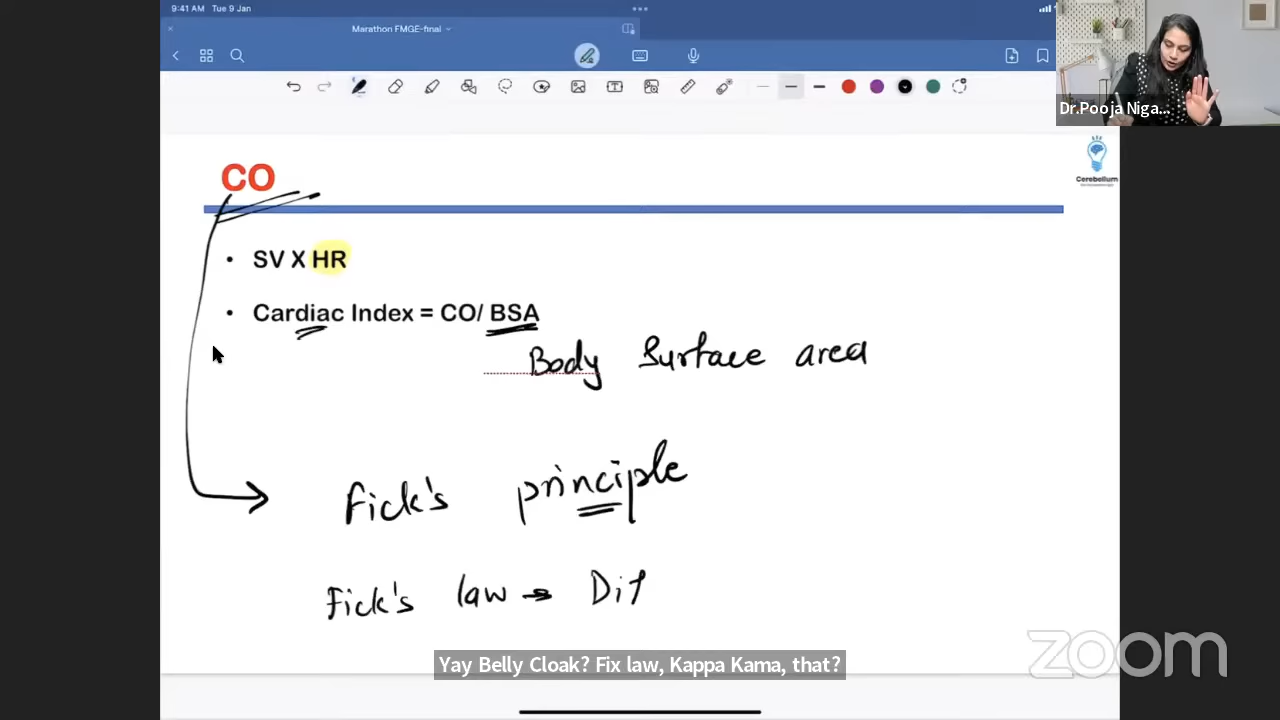 9:41 AM Tue 9 Jan
Marathon FMGE-final
Dr.Pooja Niga...
Cerebellum
CO
• SV X HR
• Cardiac Index = CO/ BSA
Body Surface area
Fick's principle
Fick's law → Dif
Yay Belly Cloak? Fix law, Kappa Kama, that?
zoom